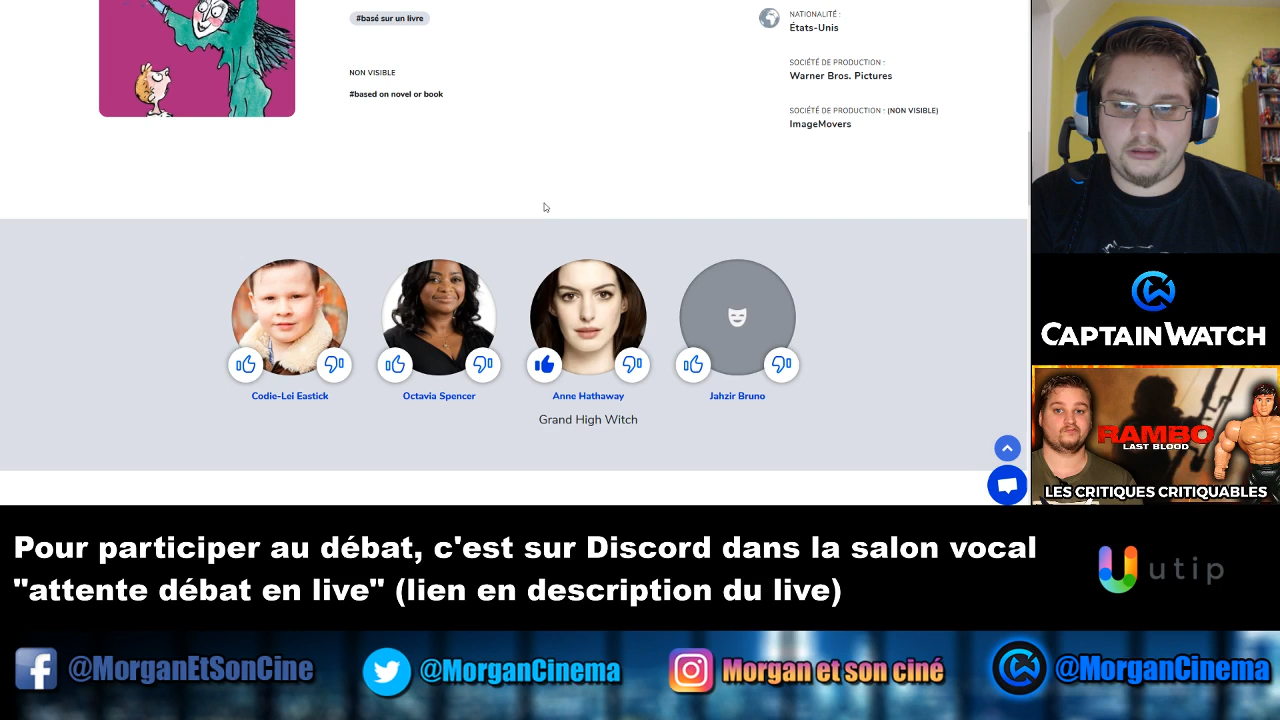 #basé sur un livre
NON VISIBLE
#based on novel or book
NATIONALITÉ :
États-Unis
SOCIÉTÉ DE PRODUCTION :
Warner Bros. Pictures
SOCIÉTÉ DE PRODUCTION : (NON VISIBLE)
ImageMovers
Codie-Lei Eastick
Octavia Spencer
Anne Hathaway
Jahzir Bruno
Grand High Witch
CAPTAINWATCH
RAMBO
LAST BLOOD
LES CRITIQUES CRITIQUABLES
Pour participer au débat, c'est sur Discord dans la salon vocal
"attente débat en live" (lien en description du live)
utip
@MorganEtSonCine
@MorganCinema
Morgan et son ciné
@MorganCinema